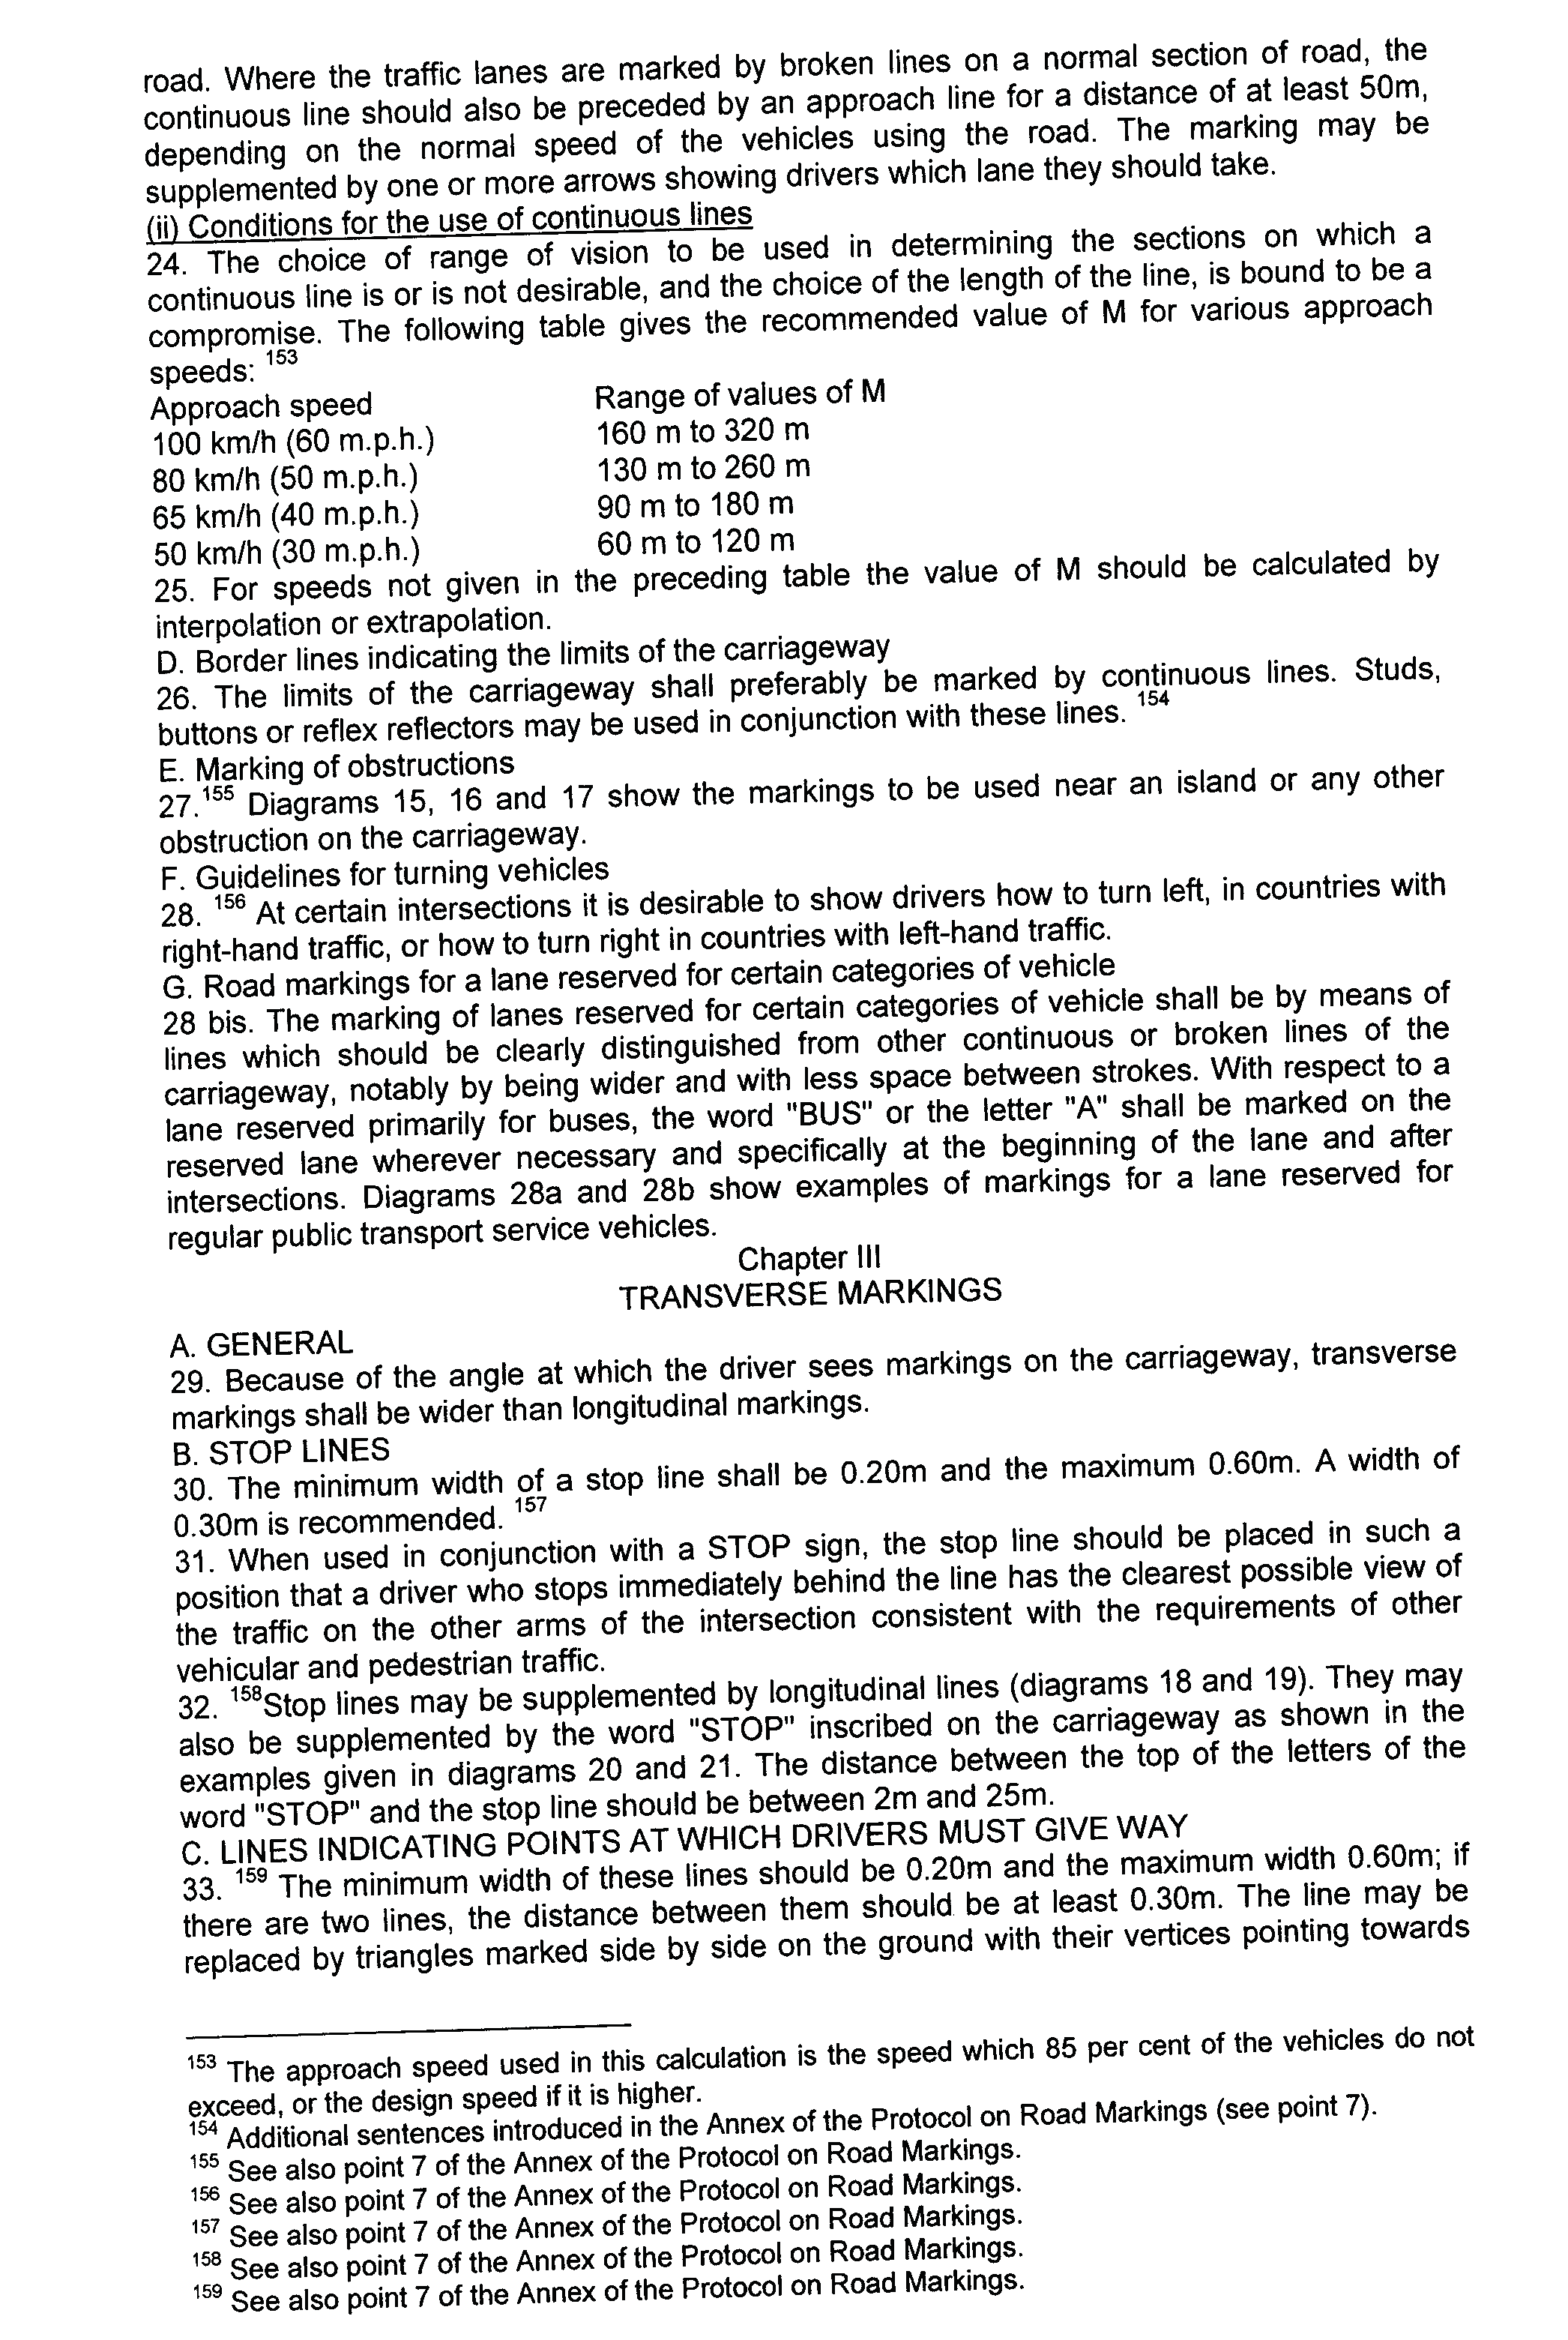 road. Where the traffic lanes are marked by broken lines on a normal section of road, the
continuous line should also be preceded by an approach line for a distance of at least 50m,
depending on the normal speed of the vehicles using the road. The marking may be
supplemented by one or more arrows showing drivers which lane they should take.
(ii) Conditions for the use of continuous lines
24. The choice of range of vision to be used in determining the sections on which a
continuous line is or is not desirable, and the choice of the length of the line, is bound to be a
compromise. The following table gives the recommended value of M for various approach
speeds: 153
Approach speed Range of values of M
100 km/h (60 m.p.h.) 160 m to 320 m
80 km/h (50 m.p.h.) 130 m to 260 m
65 km/h (40 m.p.h.) 90 m to 180 m
50 km/h (30 m.p.h.) 60 m to 120 m
25. For speeds not given in the preceding table the value of M should be calculated by
interpolation or extrapolation.
D. Border lines indicating the limits of the carriageway
26. The limits of the carriageway shall preferably be marked by continuous lines. Studs,
buttons or reflex reflectors may be used in conjunction with these lines. 154
E. Marking of obstructions
27.155 Diagrams 15, 16 and 17 show the markings to be used near an island or any other
obstruction on the carriageway.
F. Guidelines for turning vehicles
28. 156 At certain intersections it is desirable to show drivers how to turn left, in countries with
right-hand traffic, or how to turn right in countries with left-hand traffic.
G. Road markings for a lane reserved for certain categories of vehicle
28 bis. The marking of lanes reserved for certain categories of vehicle shall be by means of
lines which should be clearly distinguished from other continuous or broken lines of the
carriageway, notably by being wider and with less space between strokes. With respect to a
lane reserved primarily for buses, the word "BUS" or the letter "A" shall be marked on the
reserved lane wherever necessary and specifically at the beginning of the lane and after
intersections. Diagrams 28a and 28b show examples of markings for a lane reserved for
regular public transport service vehicles.
Chapter III
TRANSVERSE MARKINGS
A. GENERAL
29. Because of the angle at which the driver sees markings on the carriageway, transverse
markings shall be wider than longitudinal markings.
B. STOP LINES
30. The minimum width of a stop line shall be 0.20m and the maximum 0.60m. A width of
0.30m is recommended. 157
31. When used in conjunction with a STOP sign, the stop line should be placed in such a
position that a driver who stops immediately behind the line has the clearest possible view of
the traffic on the other arms of the intersection consistent with the requirements of other
vehicular and pedestrian traffic.
32. 158Stop lines may be supplemented by longitudinal lines (diagrams 18 and 19). They may
also be supplemented by the word "STOP" inscribed on the carriageway as shown in the
examples given in diagrams 20 and 21. The distance between the top of the letters of the
word "STOP" and the stop line should be between 2m and 25m.
C. LINES INDICATING POINTS AT WHICH DRIVERS MUST GIVE WAY
33. 159 The minimum width of these lines should be 0.20m and the maximum width 0.60m; if
there are two lines, the distance between them should be at least 0.30m. The line may be
replaced by triangles marked side by side on the ground with their vertices pointing towards
153 The approach speed used in this calculation is the speed which 85 per cent of the vehicles do not
exceed, or the design speed if it is higher.
154 Additional sentences introduced in the Annex of the Protocol on Road Markings (see point 7).
155 See also point 7 of the Annex of the Protocol on Road Markings.
156 See also point 7 of the Annex of the Protocol on Road Markings.
157 See also point 7 of the Annex of the Protocol on Road Markings.
158 See also point 7 of the Annex of the Protocol on Road Markings.
159 See also point 7 of the Annex of the Protocol on Road Markings.